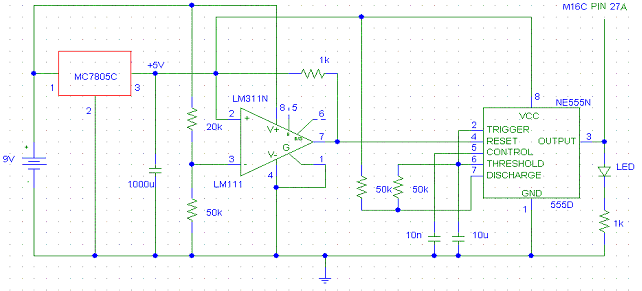 M16C PIN 27A
+5V
1k
MC7805C
1
3
2
LM311N
8
5
6
8
NE555N
2
V+
B/S
VCC
20k
7
2
TRIGGER
4
RESET
OUTPUT
3
5
CONTROL
9V
3
V-
G
1
6
THRESHOLD
LED
4
7
DISCHARGE
1000u
LM111
50k
50k
GND
50k
1
555D
1k
10n
10u